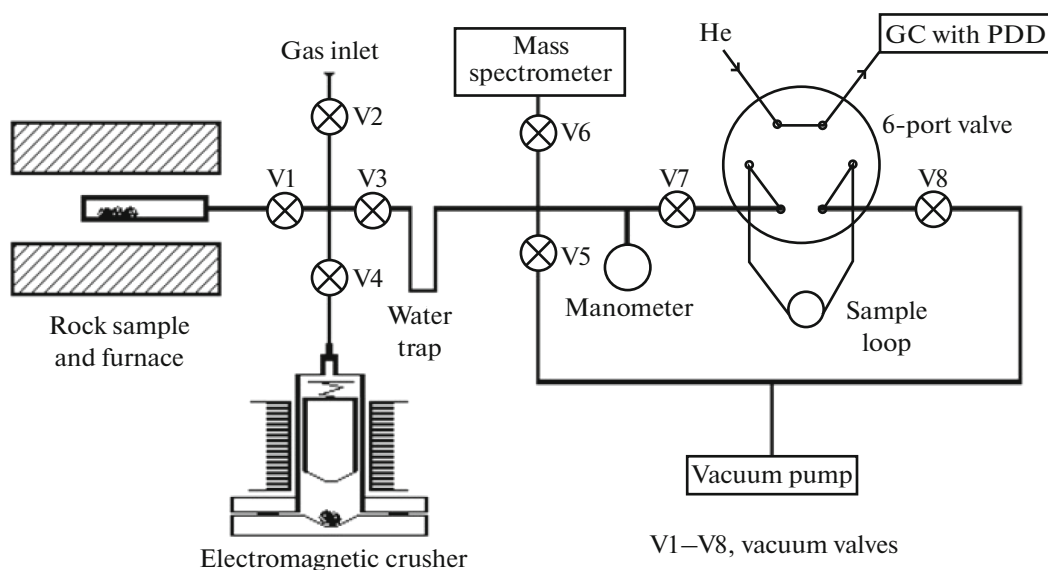 Gas inlet
Mass
spectrometer
He
GC with PDD
V2
V6
6-port valve
V1
V3
V7
V8
V5
V4
Rock sample
and furnace
Water
trap
Manometer
Sample
loop
Vacuum pump
Electromagnetic crusher
V1–V8, vacuum valves